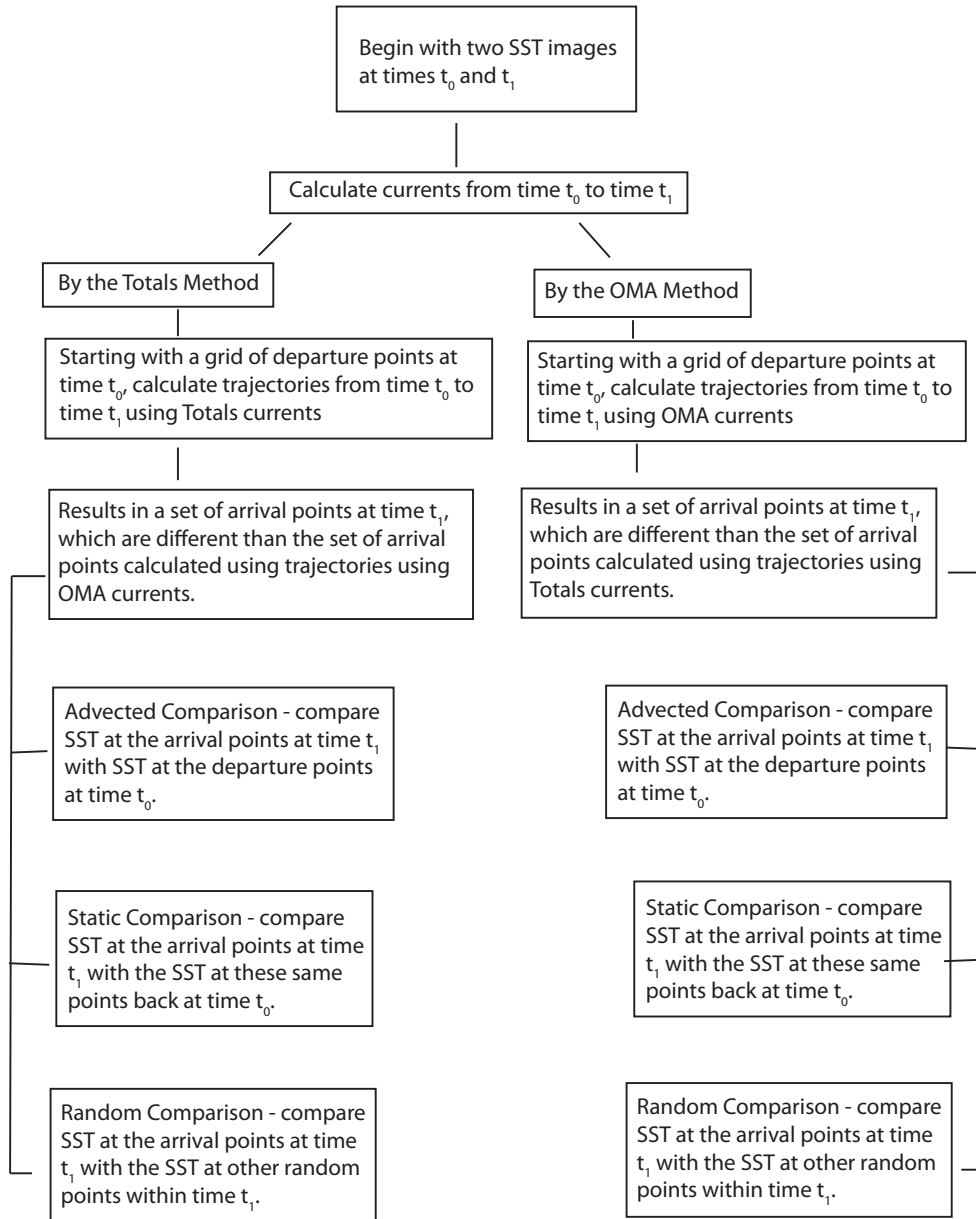 Begin with two SST images
at times t₀ and t₁
Calculate currents from time t₀ to time t₁
By the Totals Method
Starting with a grid of departure points at
time t₀, calculate trajectories from time t₀ to
time t₁ using Totals currents
Results in a set of arrival points at time t₁,
which are different than the set of arrival
points calculated using trajectories using
OMA currents.
Advected Comparison - compare
SST at the arrival points at time t₁
with SST at the departure points
at time t₀.
Static Comparison - compare
SST at the arrival points at time
t₁ with the SST at these same
points back at time t₀.
Random Comparison - compare
SST at the arrival points at time
t₁ with the SST at other random
points within time t₁.
By the OMA Method
Starting with a grid of departure points at
time t₀, calculate trajectories from time t₀ to
time t₁ using OMA currents
Results in a set of arrival points at time t₁,
which are different than the set of arrival
points calculated using trajectories using
Totals currents.
Advected Comparison - compare
SST at the arrival points at time t₁
with SST at the departure points
at time t₀.
Static Comparison - compare
SST at the arrival points at time
t₁ with the SST at these same
points back at time t₀.
Random Comparison - compare
SST at the arrival points at time
t₁ with the SST at other random
points within time t₁.